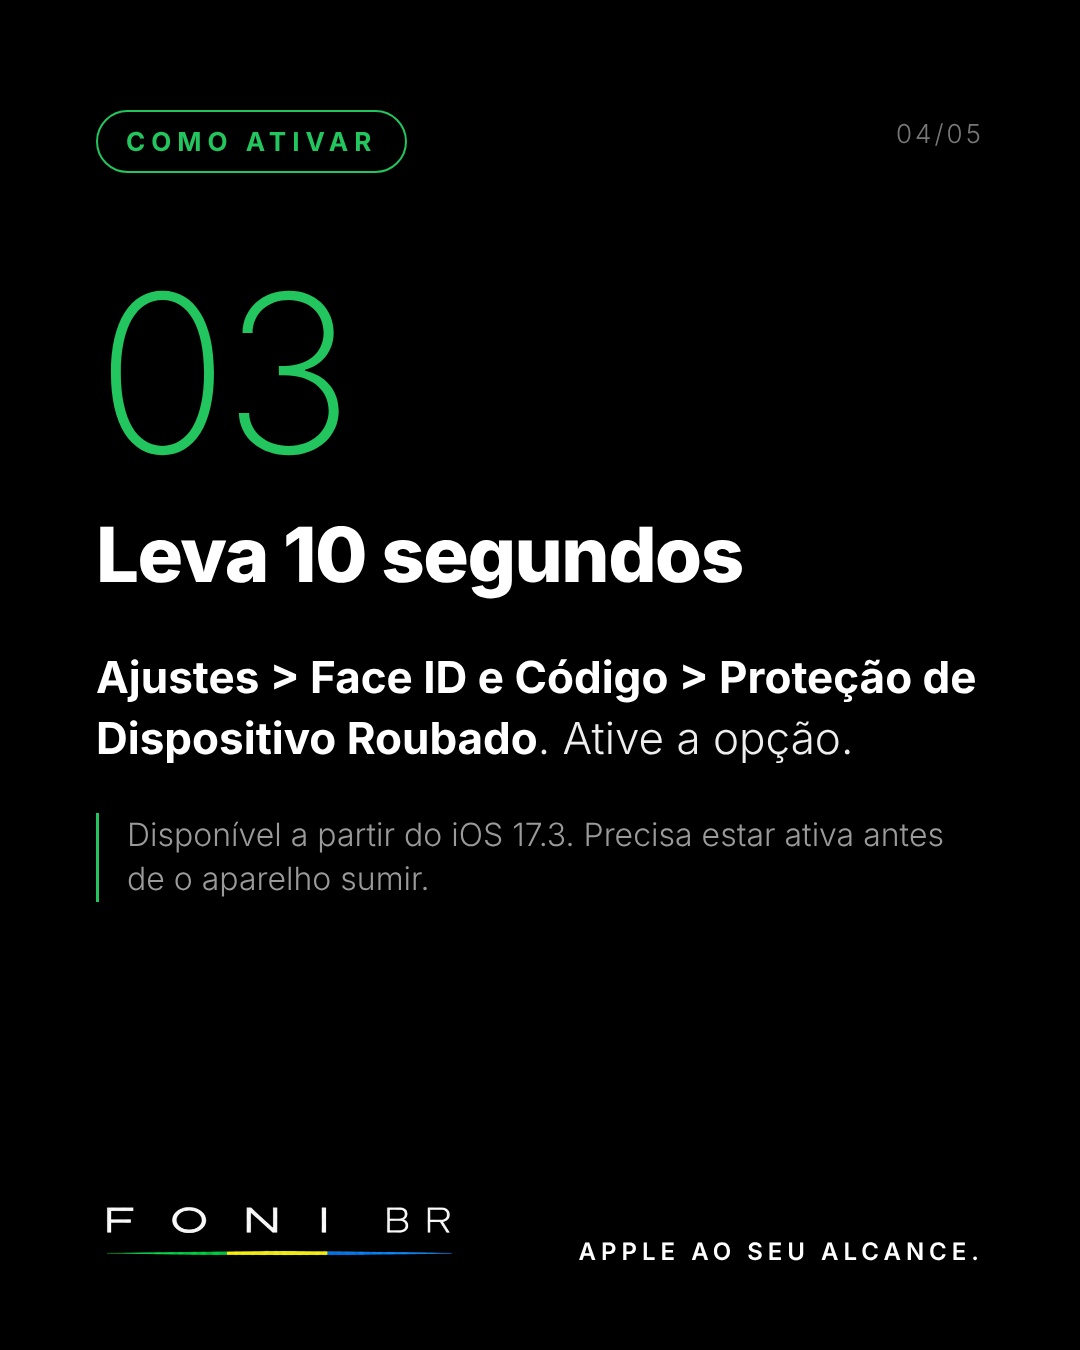 COMO ATIVAR
04/05
03
Leva 10 segundos
Ajustes > Face ID e Código > Proteção de
Dispositivo Roubado. Ative a opção.
Disponível a partir do iOS 17.3. Precisa estar ativa antes
de o aparelho sumir.
FONI BR
APPLE AO SEU ALCANCE.